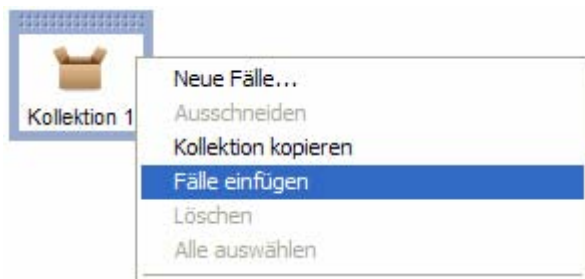 Kollektion 1
Neue Fälle...
Ausschneiden
Kollektion kopieren
Fälle einfügen
Löschen
Alle auswählen